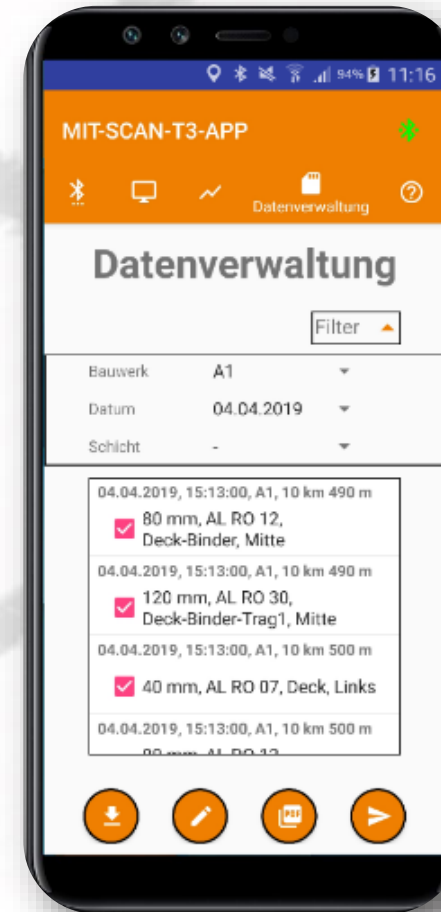 94% 11:16
MIT-SCAN-T3-APP
Datenverwaltung
Datenverwaltung
Filter
Bauwerk A1
Datum 04.04.2019
Schicht -
04.04.2019, 15:13:00, A1, 10 km 490 m
80 mm, AL RO 12,
Deck-Binder, Mitte
04.04.2019, 15:13:00, A1, 10 km 490 m
120 mm, AL RO 30,
Deck-Binder-Trag1, Mitte
04.04.2019, 15:13:00, A1, 10 km 500 m
40 mm, AL RO 07, Deck, Links
04.04.2019, 15:13:00, A1, 10 km 500 m
mm, AL RO 12
PDF